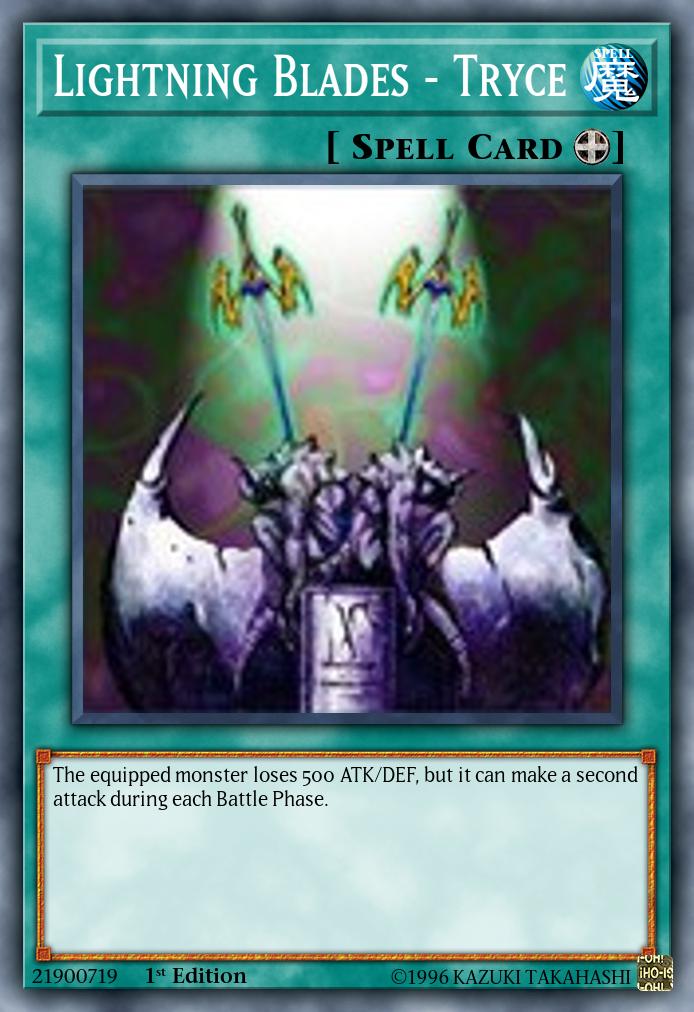 Lightning Blades - Tryce
SPELL
魔
[ Spell Card ]
The equipped monster loses 500 ATK/DEF, but it can make a second
attack during each Battle Phase.
21900719 1st Edition ©1996 KAZUKI TAKAHASHI